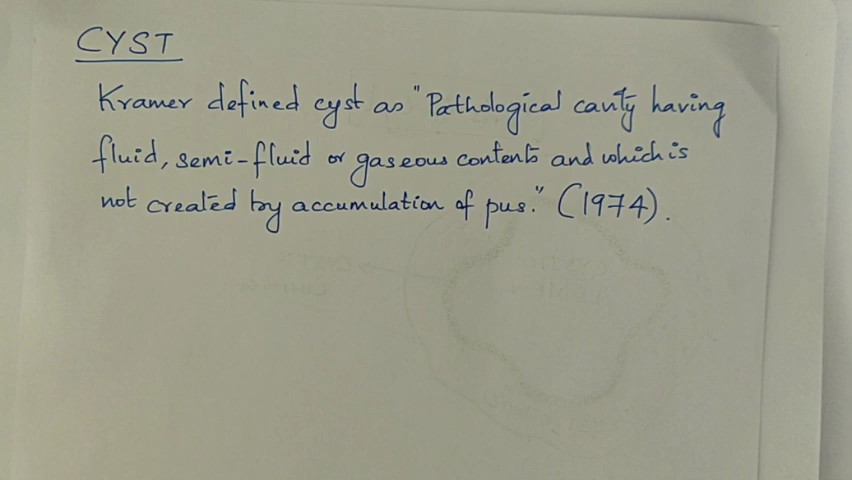 CYST
Kramer defined cyst as "Pathological cavity having
fluid, semi-fluid or gaseous contents and which is
not created by accumulation of pus." (1974).